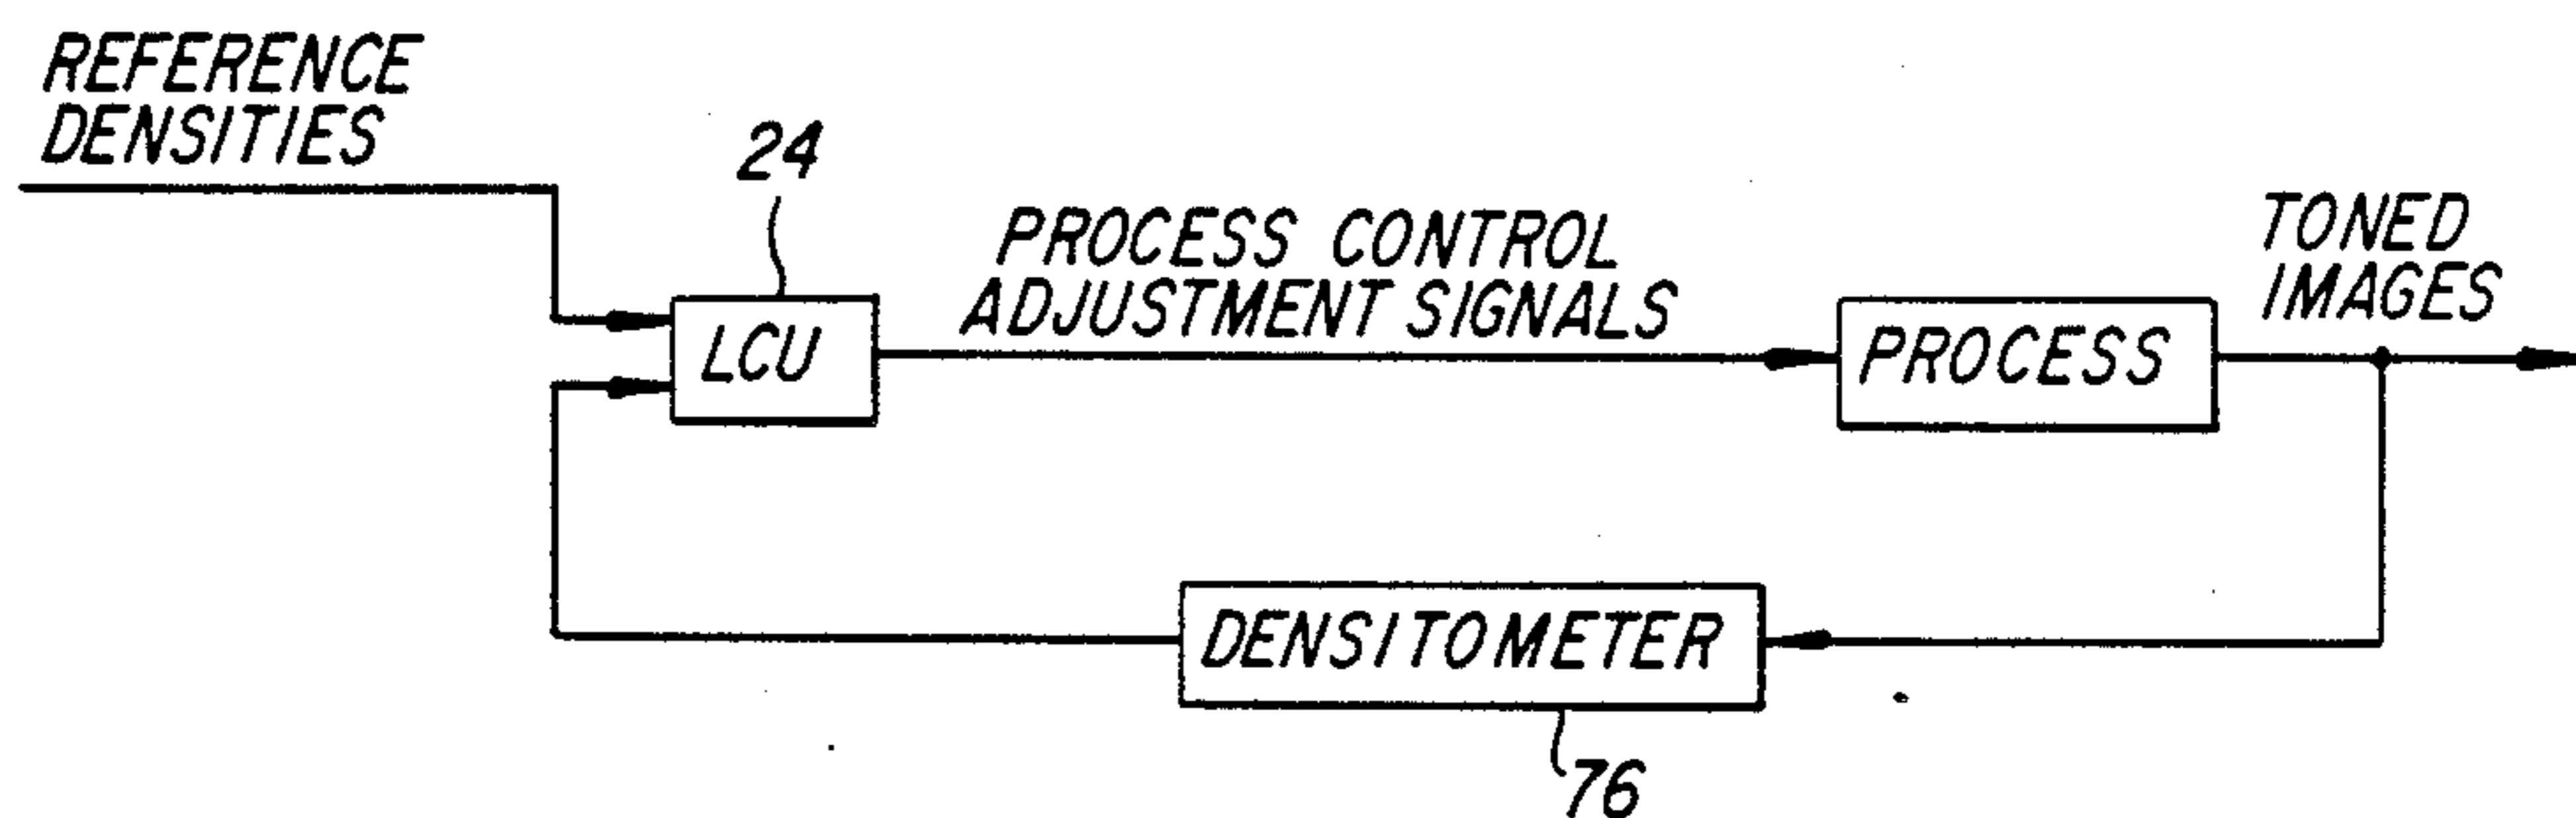 REFERENCE
DENSITIES
24
PROCESS CONTROL
ADJUSTMENT SIGNALS
TONED
IMAGES
LCU
PROCESS
DENSITOMETER
76